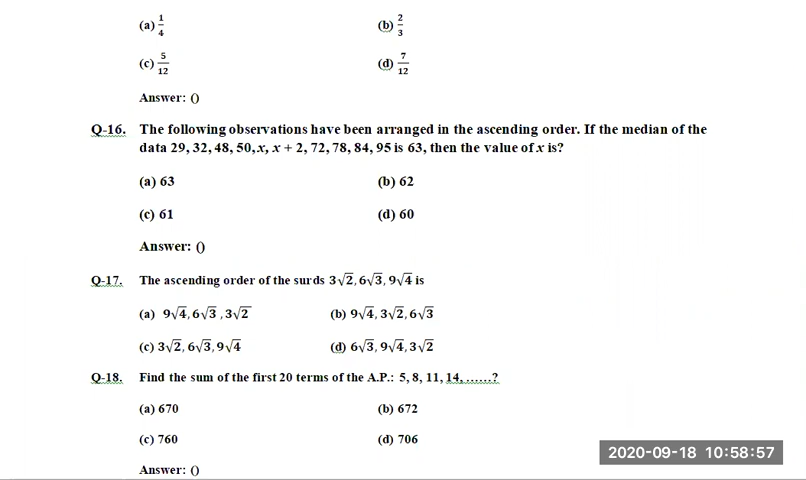 (a) 1/4 (b) 2/3
(c) 5/12 (d) 7/12
Answer: ()
Q-16. The following observations have been arranged in the ascending order. If the median of the
data 29, 32, 48, 50, x, x + 2, 72, 78, 84, 95 is 63, then the value of x is?
(a) 63 (b) 62
(c) 61 (d) 60
Answer: ()
Q-17. The ascending order of the surds 3√2, 6√3, 9√4 is
(a) 9√4, 6√3 , 3√2 (b) 9√4, 3√2, 6√3
(c) 3√2, 6√3, 9√4 (d) 6√3, 9√4, 3√2
Q-18. Find the sum of the first 20 terms of the A.P.: 5, 8, 11, 14, ......?
(a) 670 (b) 672
(c) 760 (d) 706
2020-09-18 10:58:57
Answer: ()